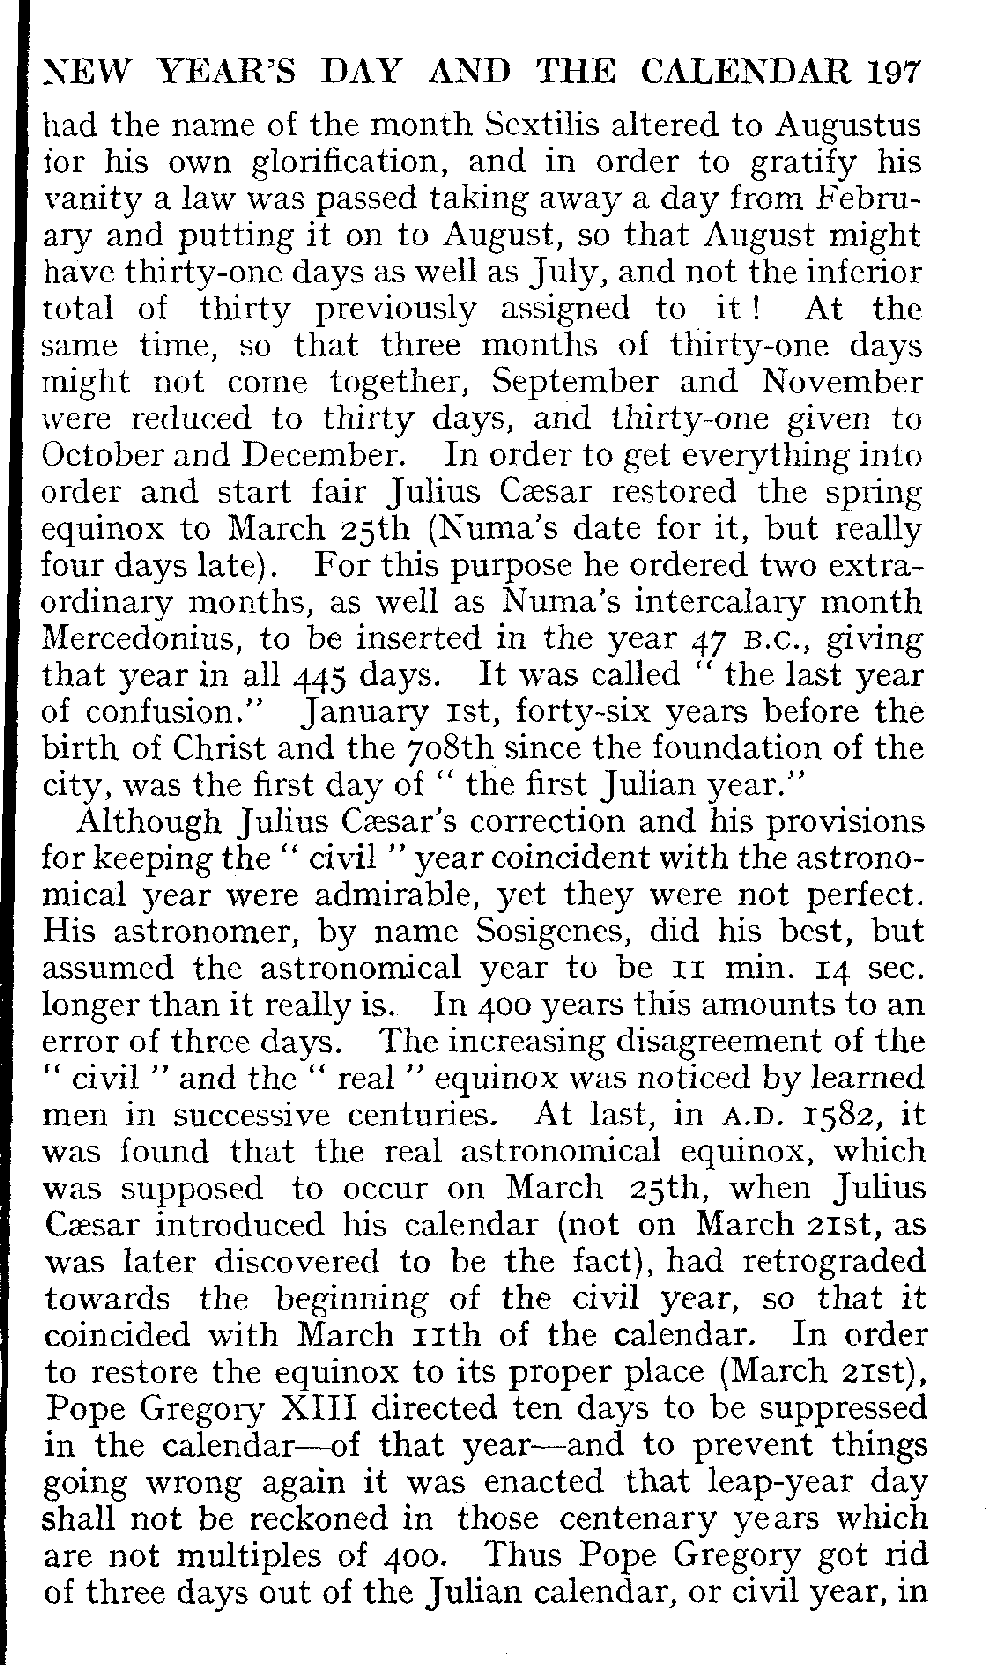 NEW YEAR'S DAY AND THE CALENDAR 197
had the name of the month Sextilis altered to Augustus
for his own glorification, and in order to gratify his
vanity a law was passed taking away a day from Febru-
ary and putting it on to August, so that August might
have thirty-one days as well as July, and not the inferior
total of thirty previously assigned to it ! At the
same time, so that three months of thirty-one days
might not come together, September and November
were reduced to thirty days, and thirty-one given to
October and December. In order to get everything into
order and start fair Julius Cæsar restored the spring
equinox to March 25th (Numa's date for it, but really
four days late). For this purpose he ordered two extra-
ordinary months, as well as Numa's intercalary month
Mercedonius, to be inserted in the year 47 B.C., giving
that year in all 445 days. It was called " the last year
of confusion." January 1st, forty-six years before the
birth of Christ and the 708th since the foundation of the
city, was the first day of " the first Julian year."
Although Julius Cæsar's correction and his provisions
for keeping the " civil " year coincident with the astrono-
mical year were admirable, yet they were not perfect.
His astronomer, by name Sosigenes, did his best, but
assumed the astronomical year to be 11 min. 14 sec.
longer than it really is. In 400 years this amounts to an
error of three days. The increasing disagreement of the
" civil " and the " real " equinox was noticed by learned
men in successive centuries. At last, in A.D. 1582, it
was found that the real astronomical equinox, which
was supposed to occur on March 25th, when Julius
Cæsar introduced his calendar (not on March 21st, as
was later discovered to be the fact), had retrograded
towards the beginning of the civil year, so that it
coincided with March 11th of the calendar. In order
to restore the equinox to its proper place (March 21st),
Pope Gregory XIII directed ten days to be suppressed
in the calendar—of that year—and to prevent things
going wrong again it was enacted that leap-year day
shall not be reckoned in those centenary years which
are not multiples of 400. Thus Pope Gregory got rid
of three days out of the Julian calendar, or civil year, in